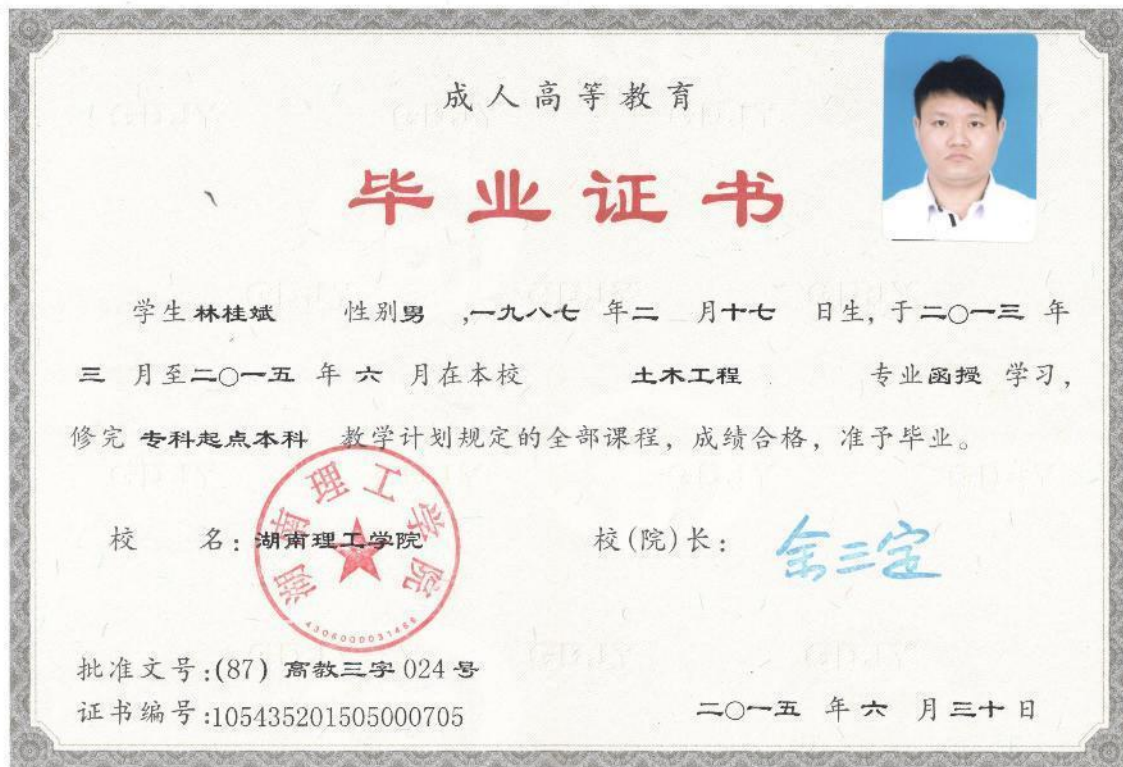 成人高等教育
毕业证书
学生 林桂斌 性别 男 ,一九八七 年 二 月 十七 日生, 于 二〇一三 年
三 月至 二〇一五 年 六 月在本校 土木工程 专业 函授 学习,
修完 专科起点本科 教学计划规定的全部课程, 成绩合格, 准予毕业。
校 名: 湖南理工学院
校(院)长: 余三定
湖南理工学院
批准文号:(87) 高教三字 024 号
证书编号:105435201505000705
二〇一五 年 六 月 三十 日